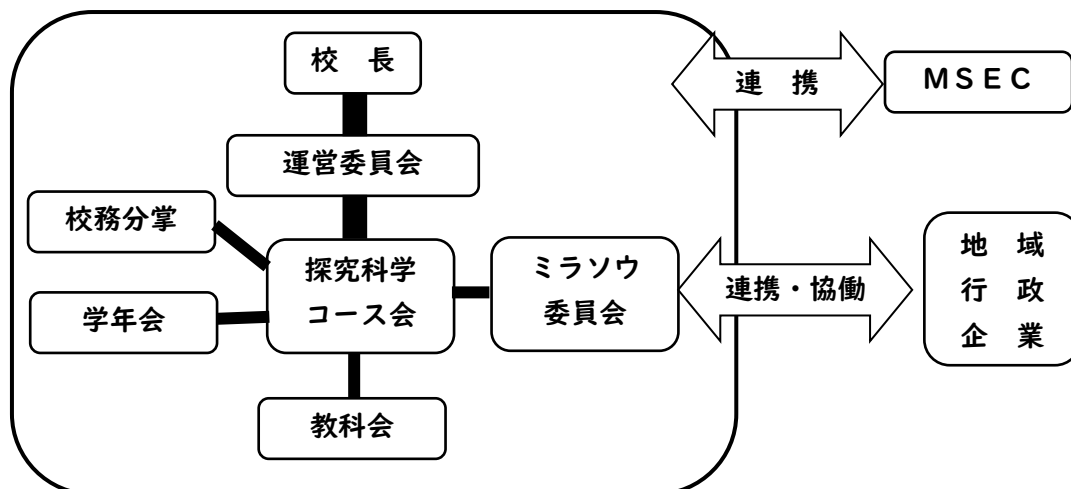 校　長
連　携
ＭＳＥＣ
運営委員会
校務分掌
探究科学
コース会
ミラソウ
委員会
連携・協働
地　域
行　政
企　業
学年会
教科会